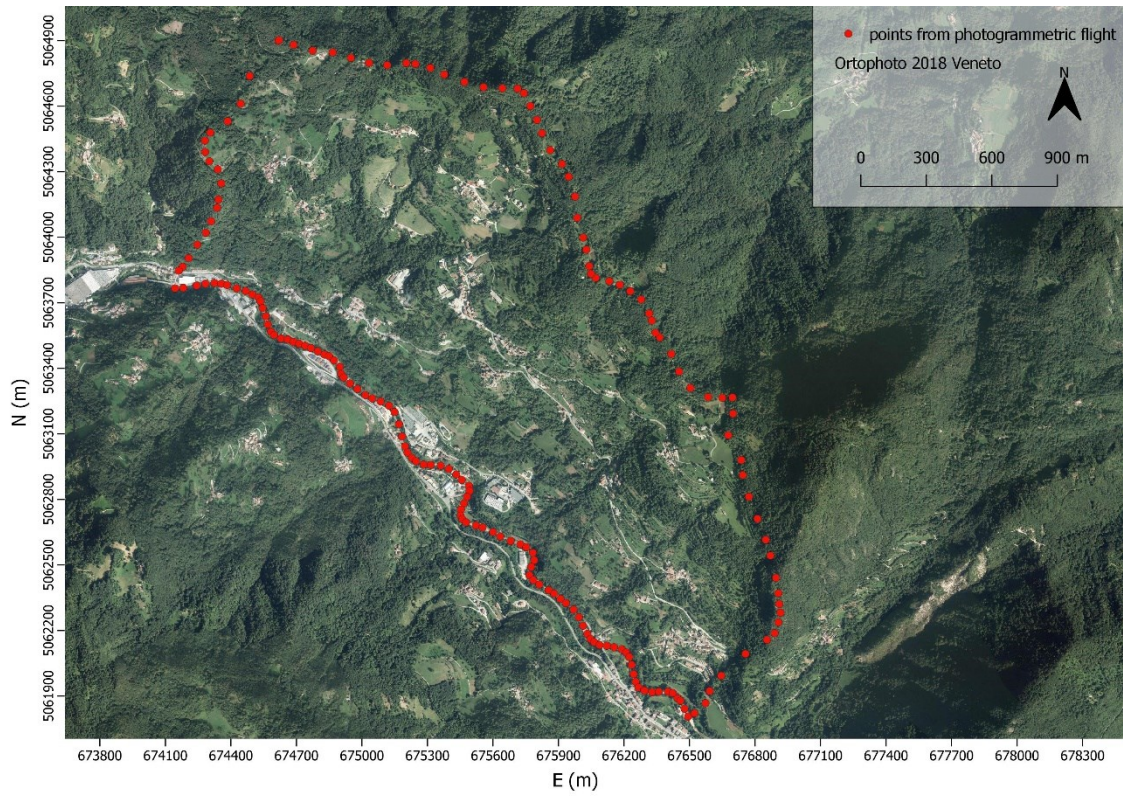 points from photogrammetric flight
Ortophoto 2018 Veneto
N
0 300 600 900 m
5064900
5064600
5064300
5064000
5063700
5063400
5063100
5062800
5062500
5062200
5061900
N (m)
673800 674100 674400 674700 675000 675300 675600 675900 676200 676500 676800 677100 677400 677700 678000 678300
E (m)